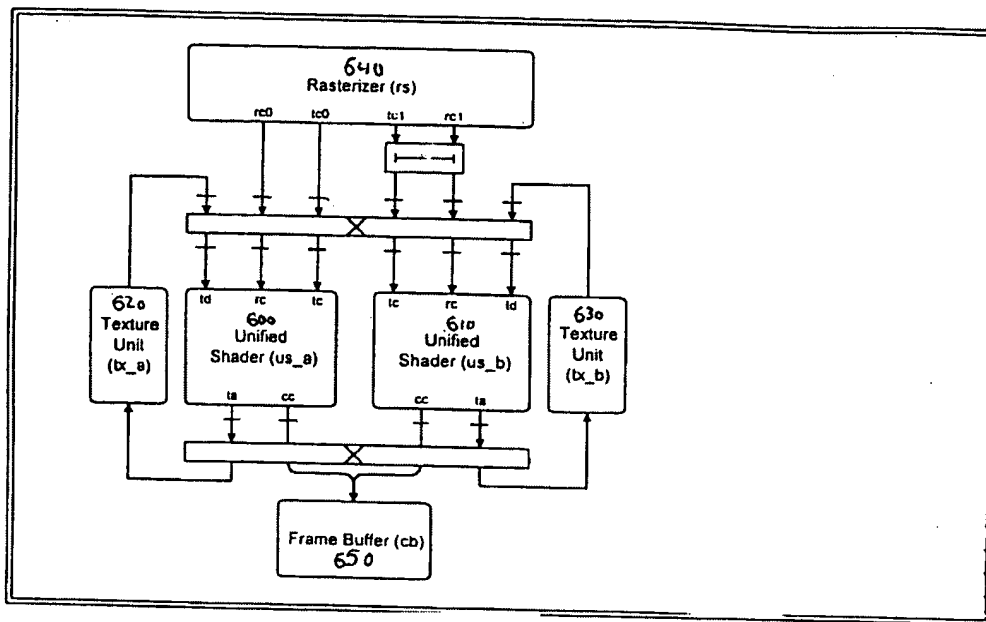 640
Rasterizer (rs)
rc0 tc0 tc1 rc1
td rc tc tc rc td
620
Texture
Unit
(tx_a)
600
Unified
Shader (us_a)
610
Unified
Shader (us_b)
630
Texture
Unit
(tx_b)
ta cc cc ta
Frame Buffer (cb)
650